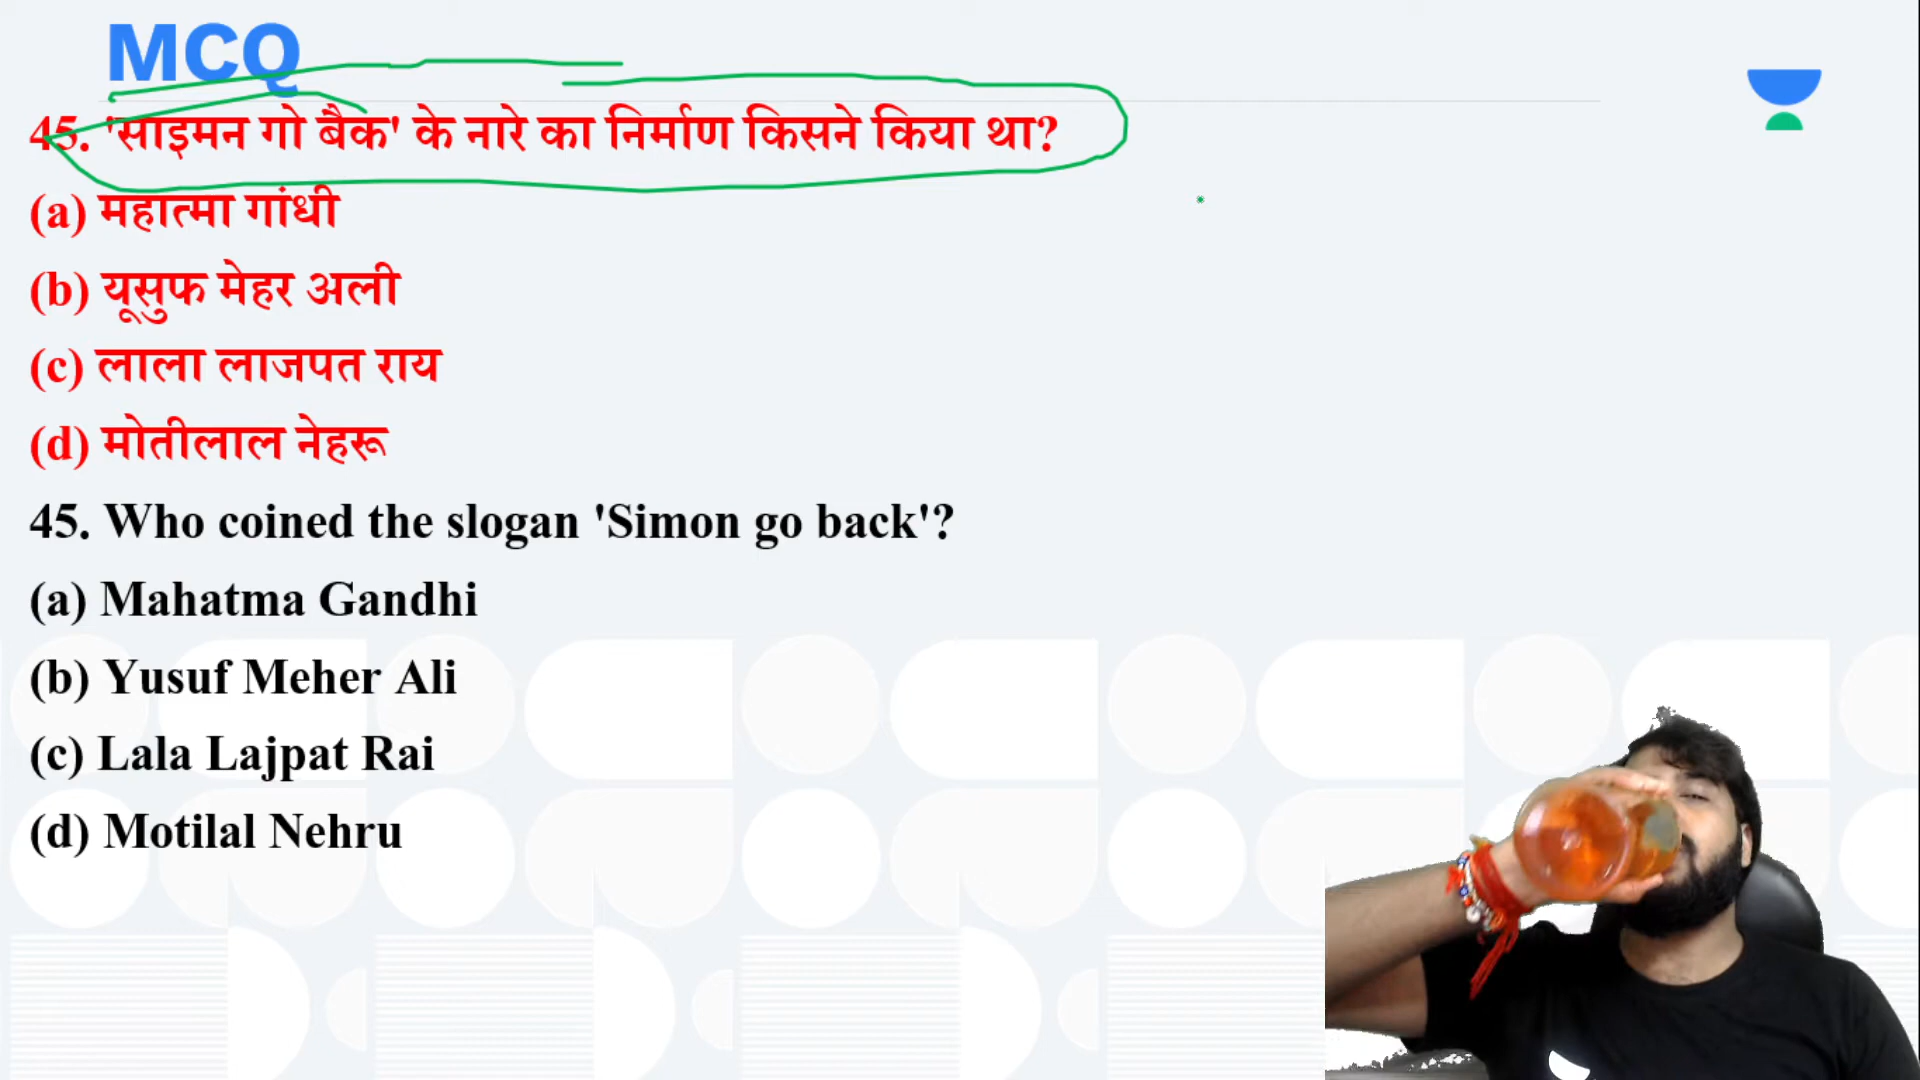 MCQ
45. 'साइमन गो बैक' के नारे का निर्माण किसने किया था?
(a) महात्मा गांधी
(b) यूसुफ मेहर अली
(c) लाला लाजपत राय
(d) मोतीलाल नेहरू
45. Who coined the slogan 'Simon go back'?
(a) Mahatma Gandhi
(b) Yusuf Meher Ali
(c) Lala Lajpat Rai
(d) Motilal Nehru